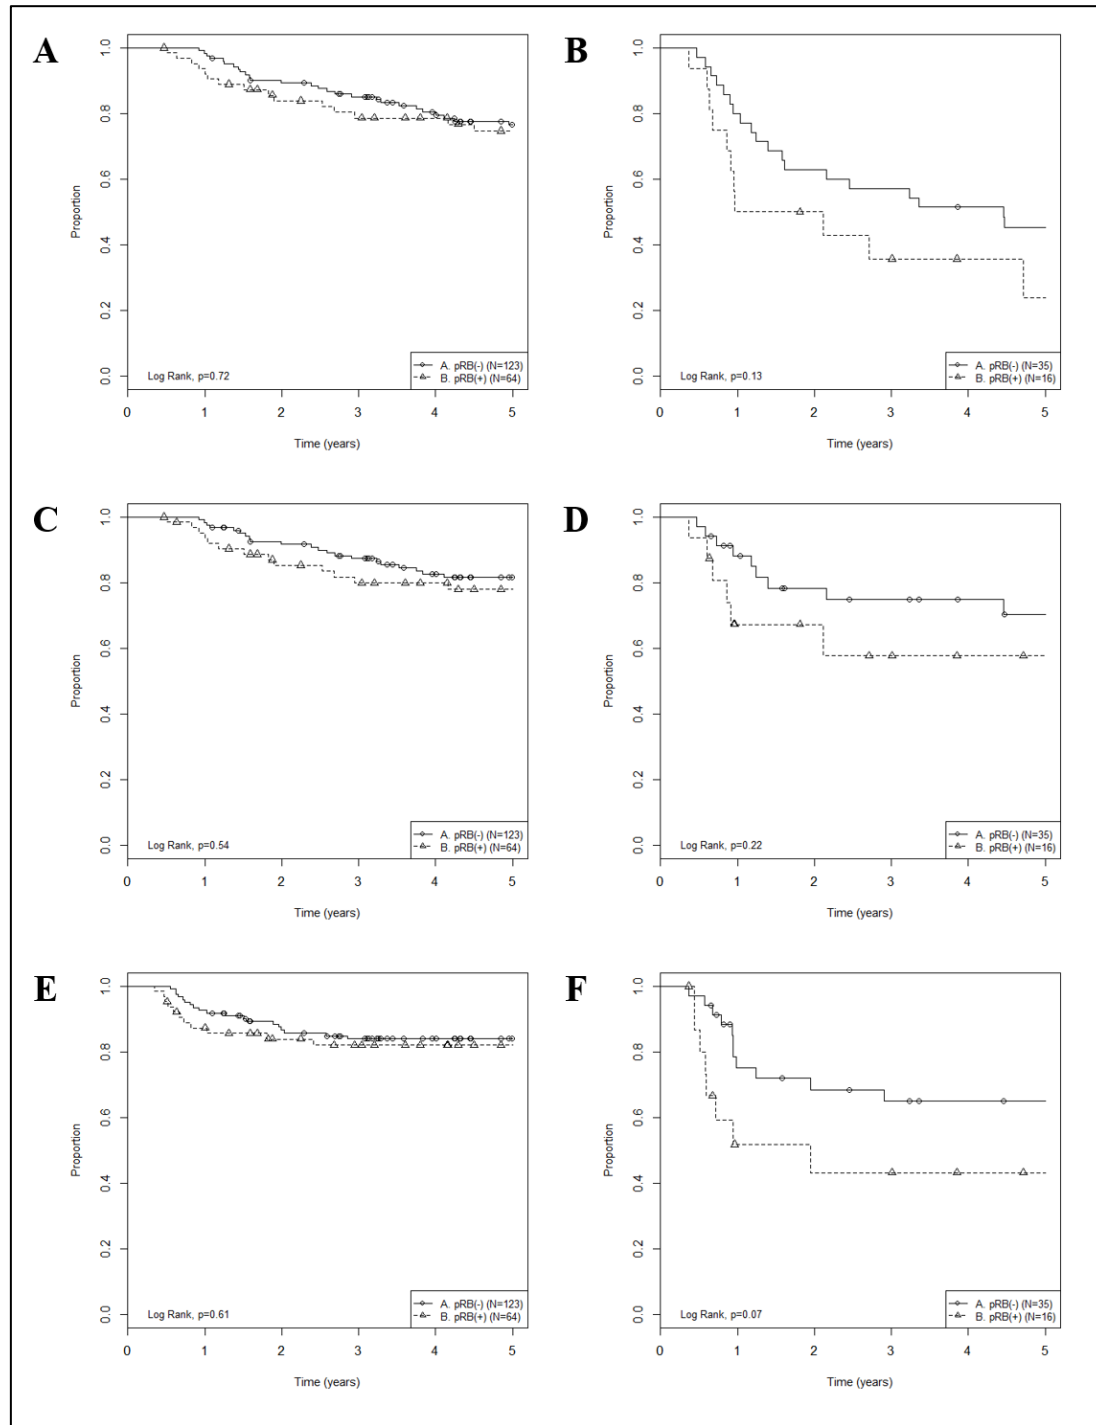 A
Proportion
1.0
0.8
0.6
0.4
0.2
0.0
Log Rank, p=0.72
A. pRB(-) (N=123)
B. pRB(+) (N=64)
0 1 2 3 4 5
Time (years)
B
Proportion
1.0
0.8
0.6
0.4
0.2
0.0
Log Rank, p=0.13
A. pRB(-) (N=35)
B. pRB(+) (N=16)
0 1 2 3 4 5
Time (years)
C
Proportion
1.0
0.8
0.6
0.4
0.2
0.0
Log Rank, p=0.54
A. pRB(-) (N=123)
B. pRB(+) (N=64)
0 1 2 3 4 5
Time (years)
D
Proportion
1.0
0.8
0.6
0.4
0.2
0.0
Log Rank, p=0.22
A. pRB(-) (N=35)
B. pRB(+) (N=16)
0 1 2 3 4 5
Time (years)
E
Proportion
1.0
0.8
0.6
0.4
0.2
0.0
Log Rank, p=0.61
A. pRB(-) (N=123)
B. pRB(+) (N=64)
0 1 2 3 4 5
Time (years)
F
Proportion
1.0
0.8
0.6
0.4
0.2
0.0
Log Rank, p=0.07
A. pRB(-) (N=35)
B. pRB(+) (N=16)
0 1 2 3 4 5
Time (years)